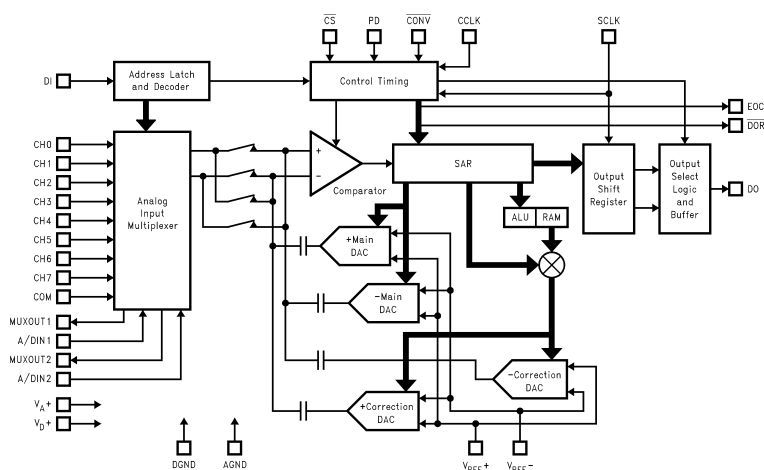 CS PD CONV CCLK SCLK
DI
Address Latch
and Decoder
Control Timing
EOC
DOR
CH0
CH1
CH2
CH3
CH4
CH5
CH6
CH7
COM
MUXOUT1
A/DIN1
MUXOUT2
A/DIN2
VA+
VD+
DGND
AGND
Analog
Input
Multiplexer
+
−
Comparator
SAR
ALU RAM
Output
Shift
Register
Output
Select
Logic
and
Buffer
DO
+Main
DAC
−Main
DAC
−Correction
DAC
+Correction
DAC
VREF+
VREF−